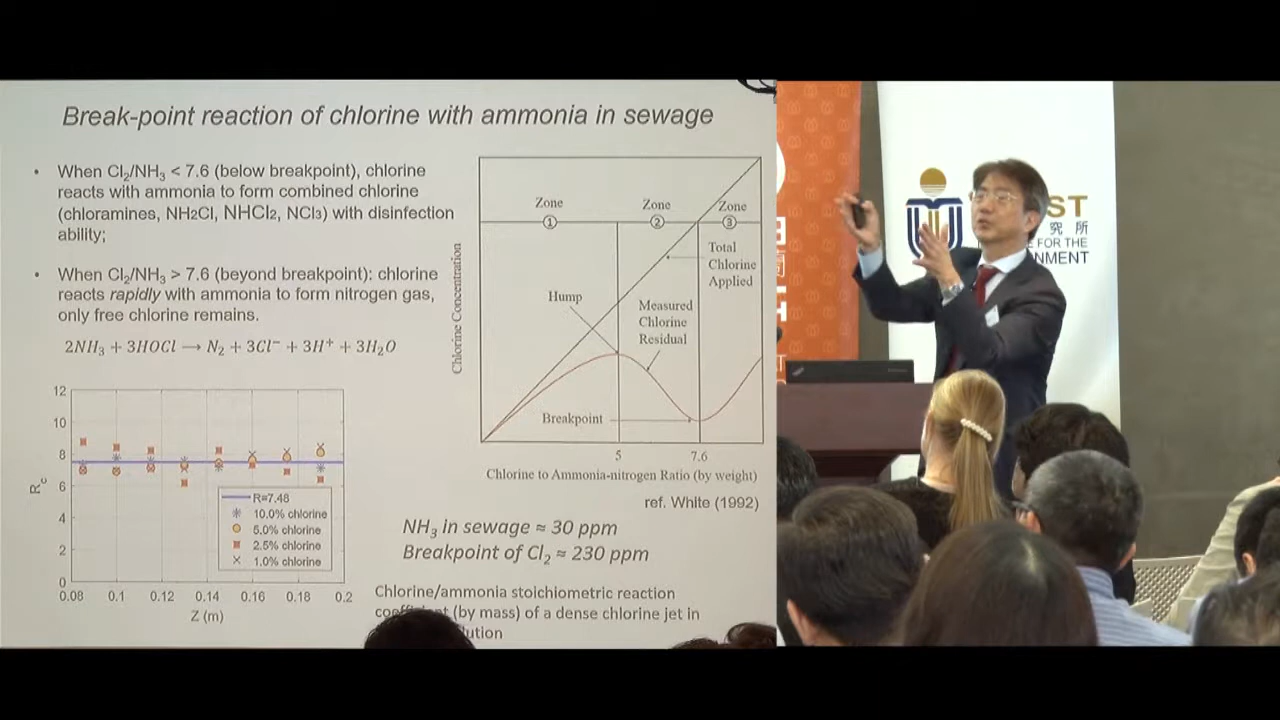 Break-point reaction of chlorine with ammonia in sewage
• When Cl₂/NH₃ < 7.6 (below breakpoint), chlorine
reacts with ammonia to form combined chlorine
(chloramines, NH2Cl, NHCl₂, NCl₃) with disinfection
ability;
• When Cl₂/NH₃ > 7.6 (beyond breakpoint): chlorine
reacts rapidly with ammonia to form nitrogen gas,
only free chlorine remains.
2NH₃ + 3HOCl → N₂ + 3Cl⁻ + 3H⁺ + 3H₂O
12
10
8
6
4
2
0
R_c
0.08 0.1 0.12 0.14 0.16 0.18 0.2
Z (m)
R=7.48
10.0% chlorine
5.0% chlorine
2.5% chlorine
1.0% chlorine
Chlorine Concentration
Zone
①
Zone
②
Zone
③
Total
Chlorine
Applied
Hump
Measured
Chlorine
Residual
Breakpoint
5 7.6
Chlorine to Ammonia-nitrogen Ratio (by weight)
ref. White (1992)
NH₃ in sewage ≈ 30 ppm
Breakpoint of Cl₂ ≈ 230 ppm
Chlorine/ammonia stoichiometric reaction
(by mass) of a dense chlorine jet in
ST
究 所
E FOR THE
NMENT